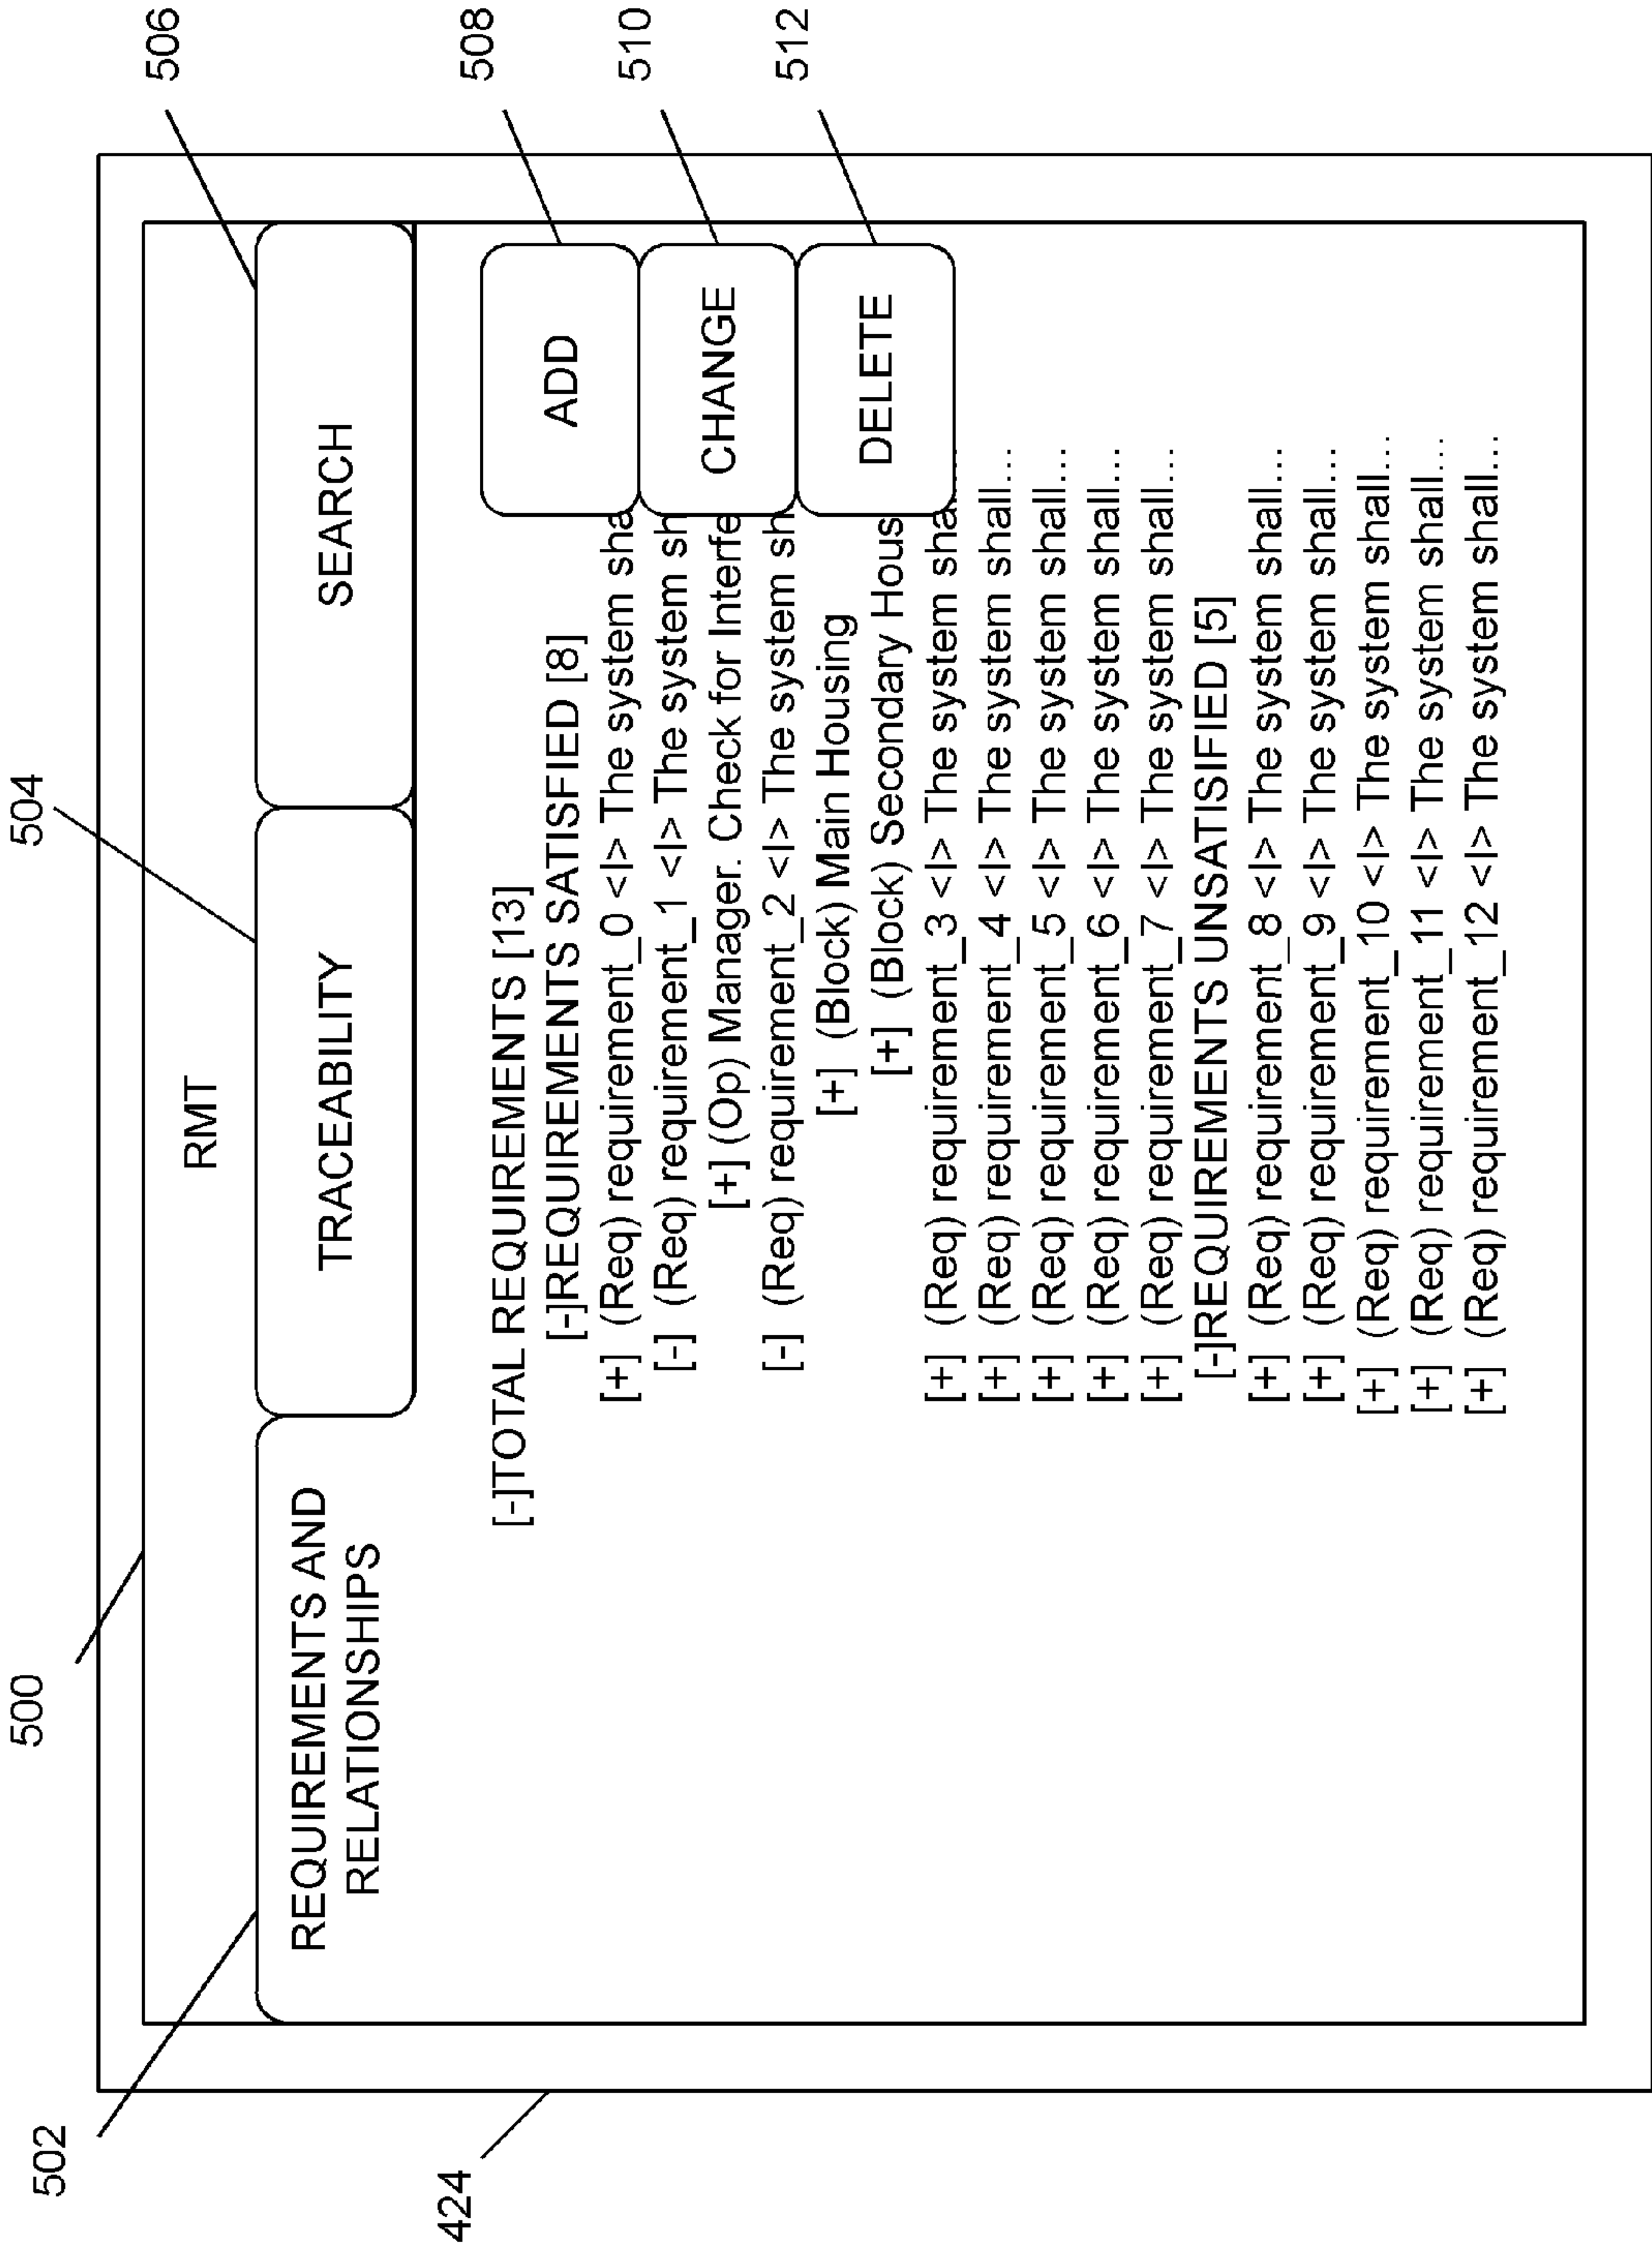 500
504
506
502
424
RMT
REQUIREMENTS AND
RELATIONSHIPS
TRACEABILITY
SEARCH
508
510
512
ADD
CHANGE
DELETE
[-]TOTAL REQUIREMENTS [13]
[-]REQUIREMENTS SATISFIED [8]
[+] (Req) requirement_0 <|> The system sha
[-] (Req) requirement_1 <|> The system sh
[+] (Op) Manager. Check for Interfe
[-] (Req) requirement_2 <|> The system sh
[+] (Block) Main Housing
[+] (Block) Secondary Hous
[+] (Req) requirement_3 <|> The system shall..
[+] (Req) requirement_4 <|> The system shall...
[+] (Req) requirement_5 <|> The system shall...
[+] (Req) requirement_6 <|> The system shall...
[+] (Req) requirement_7 <|> The system shall...
[-]REQUIREMENTS UNSATISFIED [5]
[+] (Req) requirement_8 <|> The system shall...
[+] (Req) requirement_9 <|> The system shall...
[+] (Req) requirement_10 <|> The system shall...
[+] (Req) requirement_11 <|> The system shall...
[+] (Req) requirement_12 <|> The system shall...